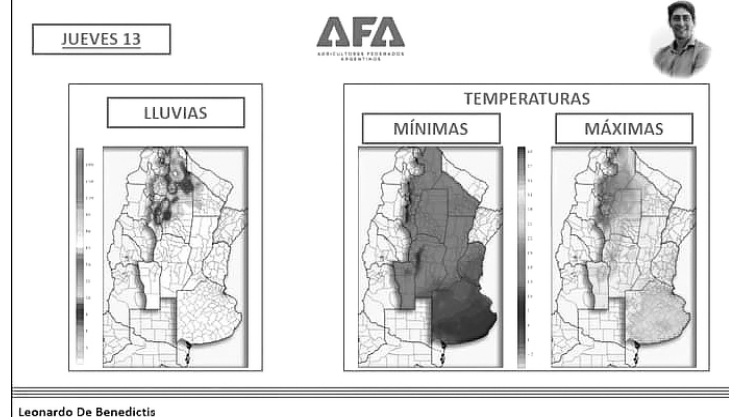 JUEVES 13
AFA
AGRICULTORES FEDERADOS
ARGENTINOS
LLUVIAS
TEMPERATURAS
MÍNIMAS
MÁXIMAS
Leonardo De Benedictis